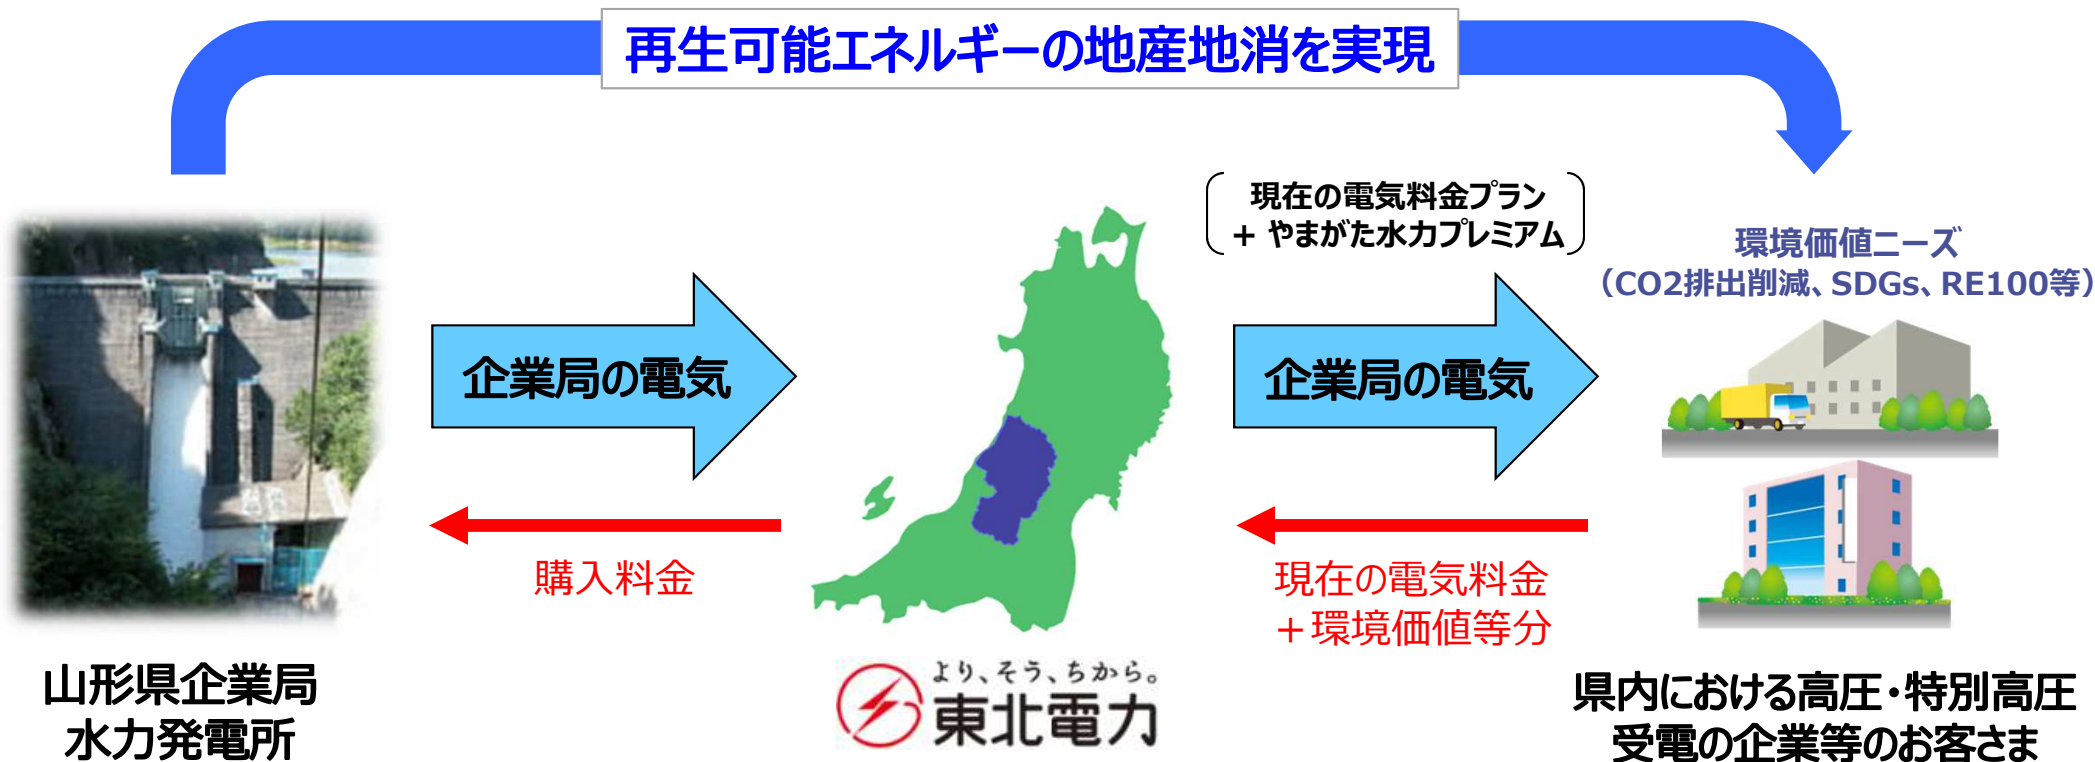 再生可能エネルギーの地産地消を実現
現在の電気料金プラン
+ やまがた水力プレミアム
環境価値ニーズ
（CO2排出削減、SDGs、RE100等）
企業局の電気
企業局の電気
購入料金
現在の電気料金
＋環境価値等分
山形県企業局
水力発電所
より、そう、ちから。
東北電力
県内における高圧・特別高圧
受電の企業等のお客さま